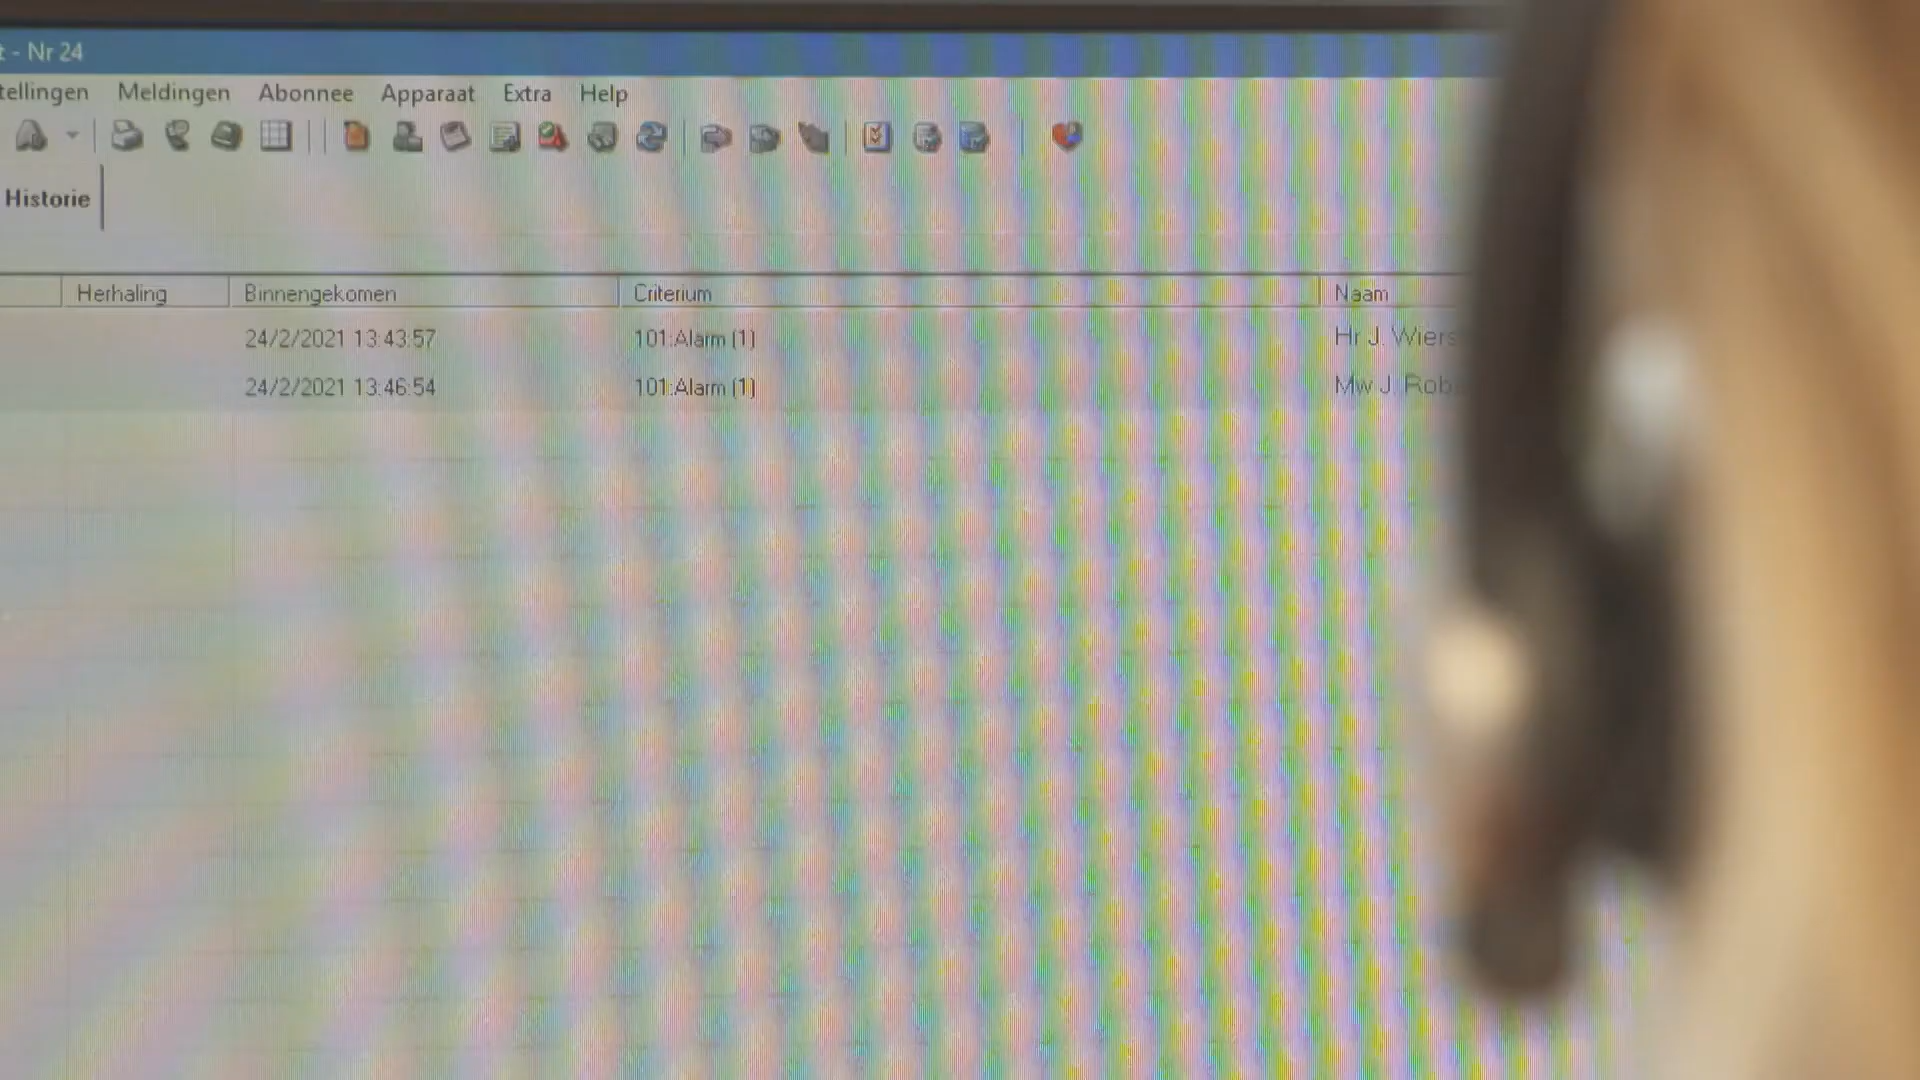 t - Nr 24
tellingen Meldingen Abonnee Apparaat Extra Help
Historie
Herhaling Binnengekomen Criterium Naam
24/2/2021 13:43:57 101:Alarm (1) Hr J. Wiers
24/2/2021 13:46:54 101:Alarm (1) Mw J. Rob